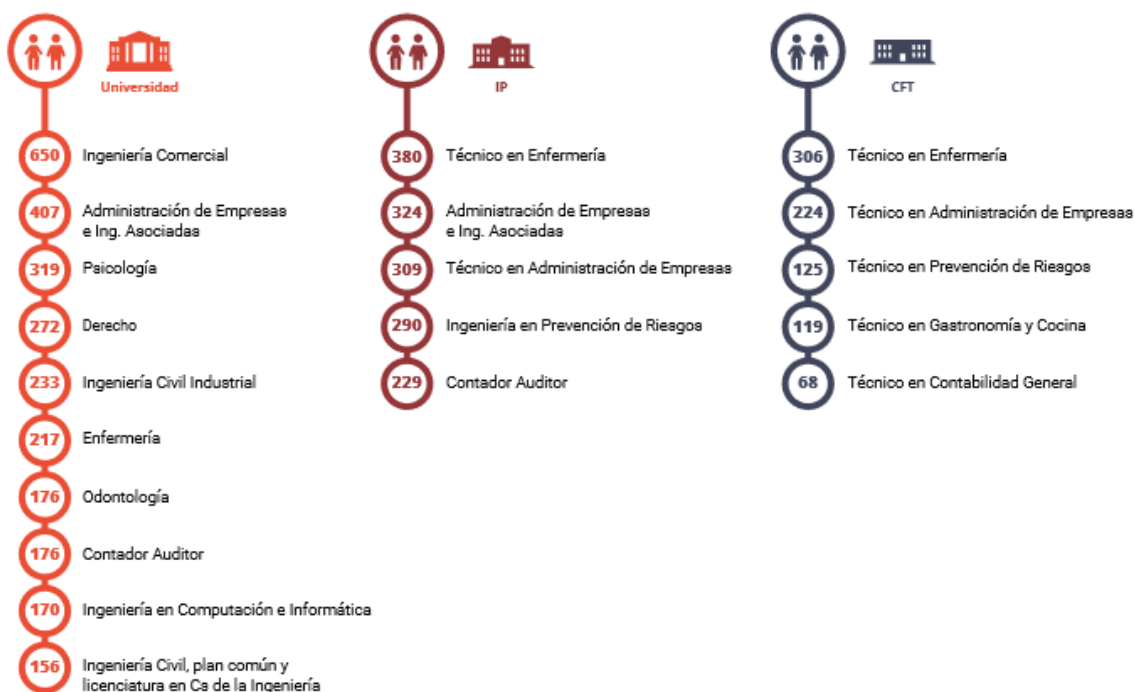 Universidad
650 Ingeniería Comercial
407 Administración de Empresas
e Ing. Asociadas
319 Psicología
272 Derecho
233 Ingeniería Civil Industrial
217 Enfermería
176 Odontología
176 Contador Auditor
170 Ingeniería en Computación e Informática
156 Ingeniería Civil, plan común y
licenciatura en Cs de la Ingeniería
IP
380 Técnico en Enfermería
324 Administración de Empresas
e Ing. Asociadas
309 Técnico en Administración de Empresas
290 Ingeniería en Prevención de Riesgos
229 Contador Auditor
CFT
306 Técnico en Enfermería
224 Técnico en Administración de Empresas
125 Técnico en Prevención de Riesgos
119 Técnico en Gastronomía y Cocina
68 Técnico en Contabilidad General